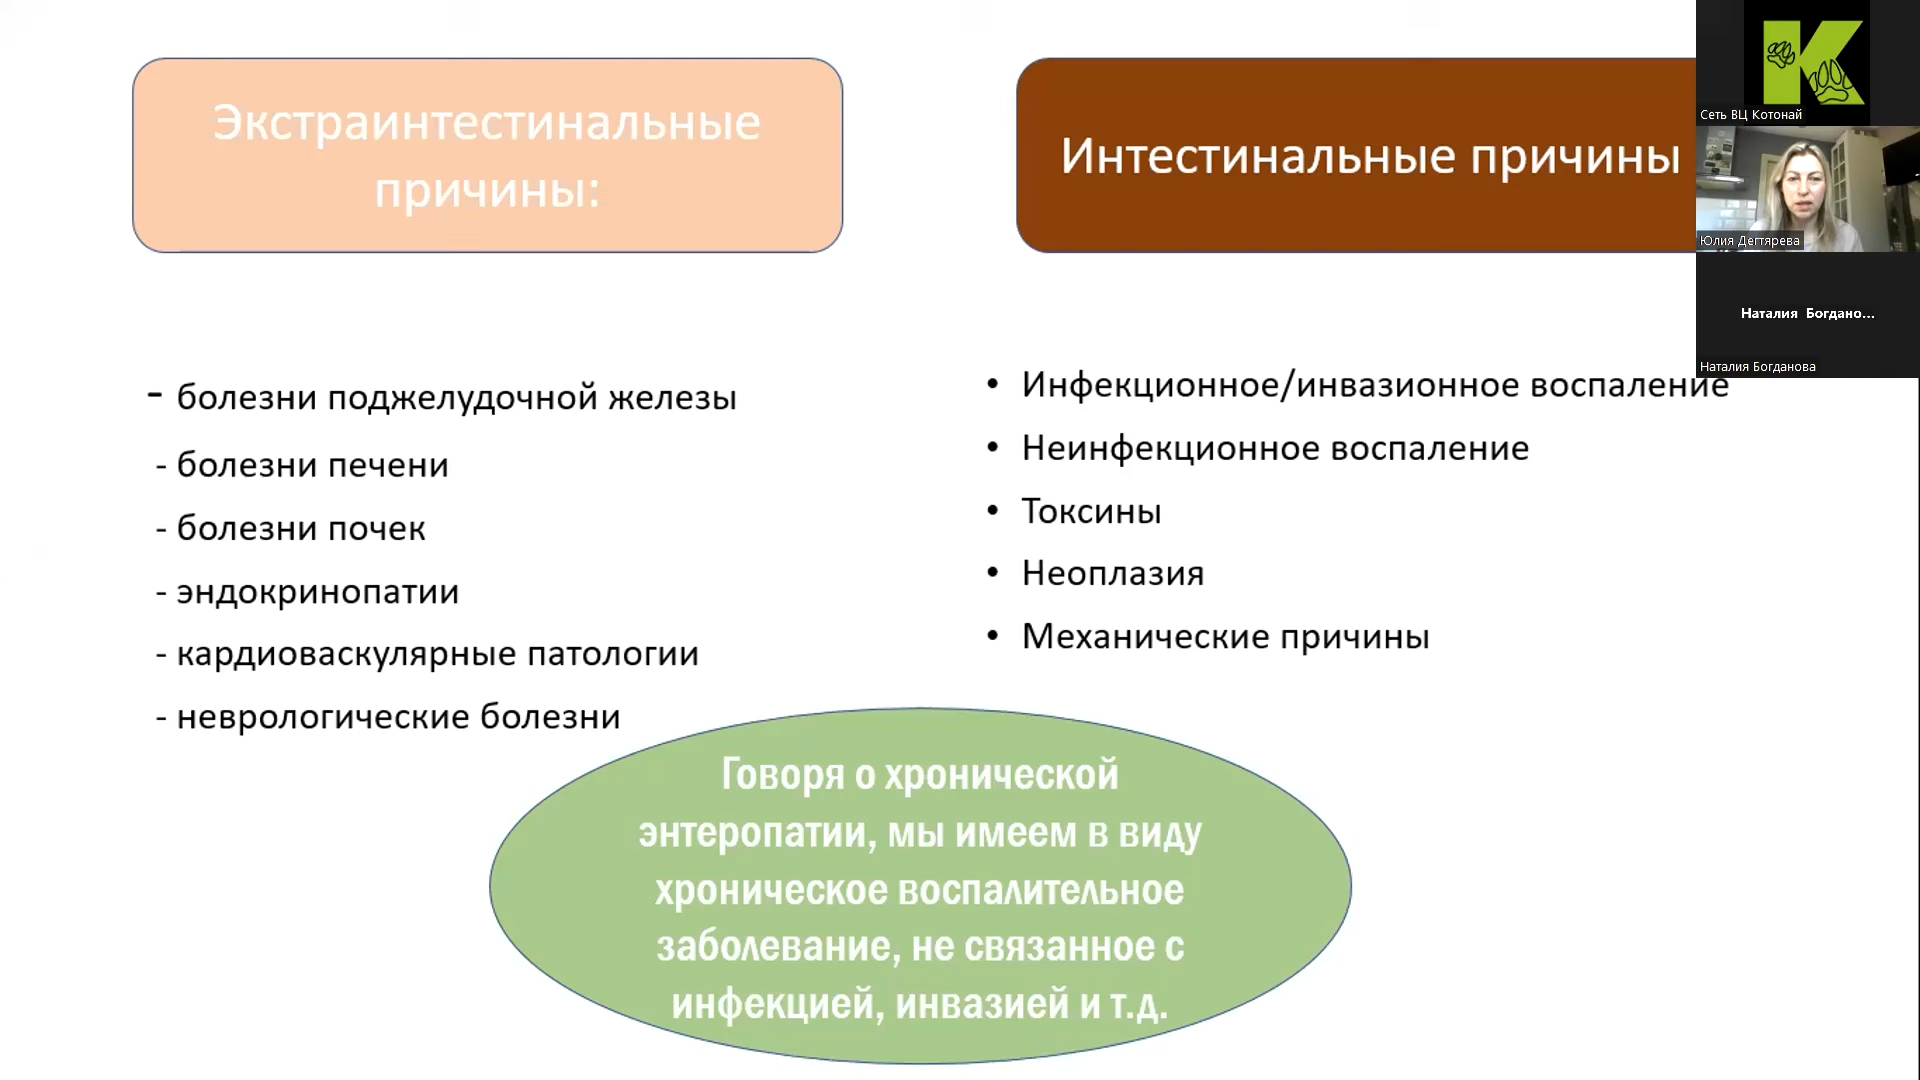 Экстраинтестинальные
причины:
- болезни поджелудочной железы
- болезни печени
- болезни почек
- эндокринопатии
- кардиоваскулярные патологии
- неврологические болезни
Интестинальные причины
• Инфекционное/инвазионное воспаление
• Неинфекционное воспаление
• Токсины
• Неоплазия
• Механические причины
Говоря о хронической
энтеропатии, мы имеем в виду
хроническое воспалительное
заболевание, не связанное с
инфекцией, инвазией и т.д.
K
Сеть ВЦ Котонай
Юлия Дегтярева
Наталия Богдано...
Наталия Богданова